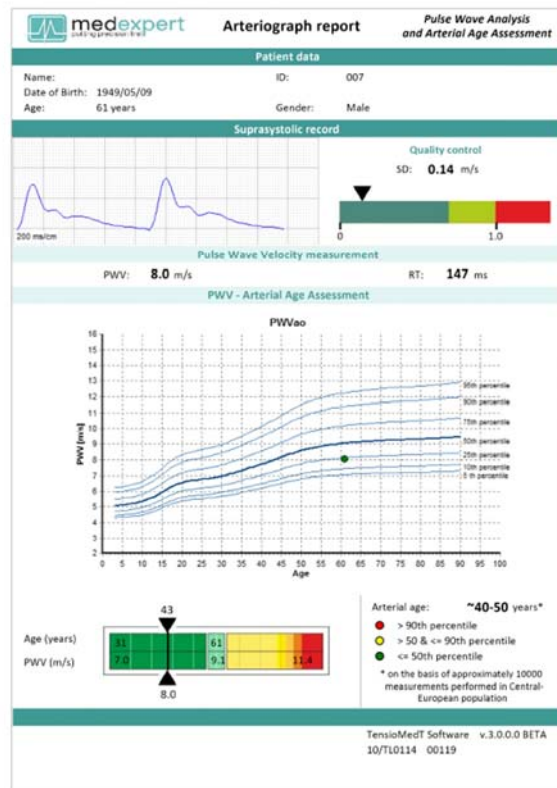 medexpert
putting precision first
Arteriograph report
Pulse Wave Analysis
and Arterial Age Assessment
Patient data
Name:
ID: 007
Date of Birth: 1949/05/09
Age: 61 years
Gender: Male
Suprasystolic record
Quality control
SD: 0.14 m/s
0 1.0
200 ms/cm
Pulse Wave Velocity measurement
PWV: 8.0 m/s RT: 147 ms
PWV - Arterial Age Assessment
PWVao
16
15
14
13
12
11
10
9
8
7
6
5
4
3
2
PWV [m/s]
95th percentile
90th percentile
75th percentile
50th percentile
25th percentile
10th percentile
5 th percentile
0 5 10 15 20 25 30 35 40 45 50 55 60 65 70 75 80 85 90 95 100
Age
43
Age (years) 31 61
PWV (m/s) 7.0 9.1 11.4
8.0
Arterial age: ~40-50 years*
> 90th percentile
> 50 & <= 90th percentile
<= 50th percentile
* on the basis of approximately 10000
measurements performed in Central-
European population
TensioMedT Software v.3.0.0.0 BETA
10/TL0114 00119